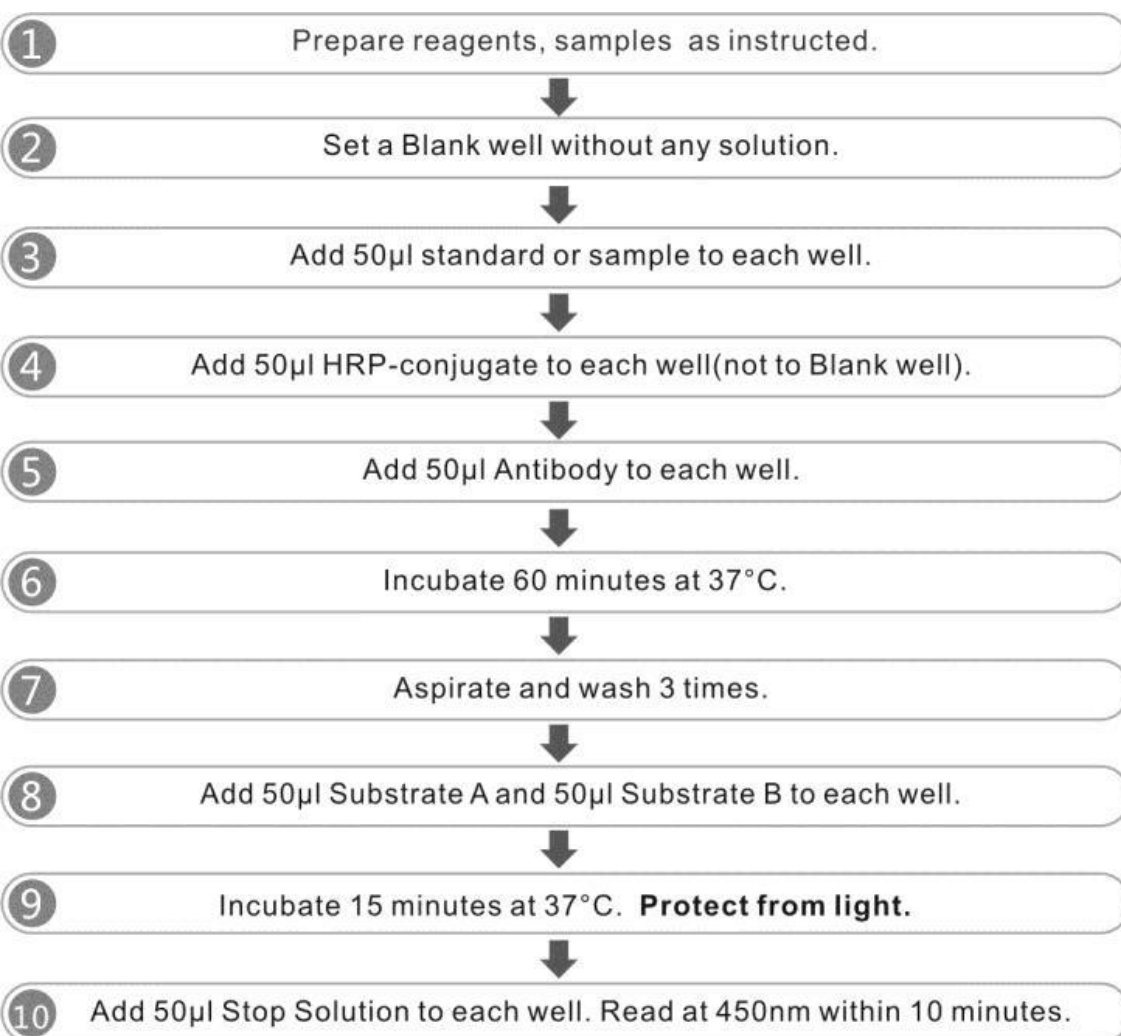 1 Prepare reagents, samples as instructed.
2 Set a Blank well without any solution.
3 Add 50μl standard or sample to each well.
4 Add 50μl HRP-conjugate to each well(not to Blank well).
5 Add 50μl Antibody to each well.
6 Incubate 60 minutes at 37°C.
7 Aspirate and wash 3 times.
8 Add 50μl Substrate A and 50μl Substrate B to each well.
9 Incubate 15 minutes at 37°C. Protect from light.
10 Add 50μl Stop Solution to each well. Read at 450nm within 10 minutes.